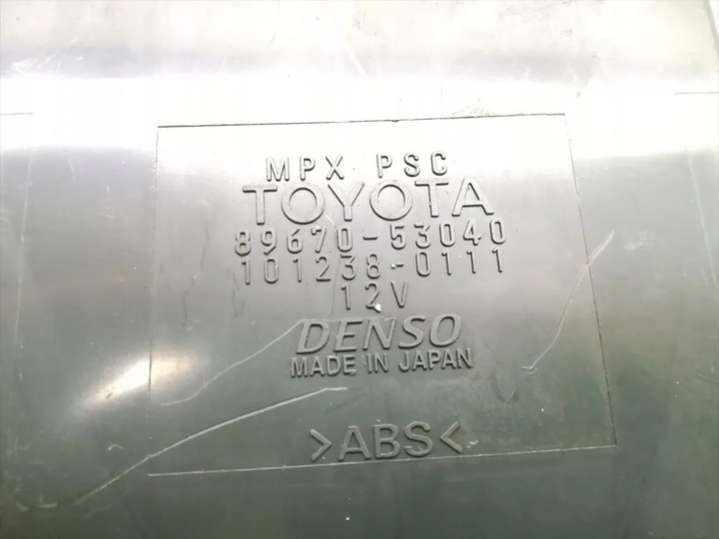 MPX PSC
TOYOTA
89670-53040
101238-0111
12V
DENSO
MADE IN JAPAN
>ABS<